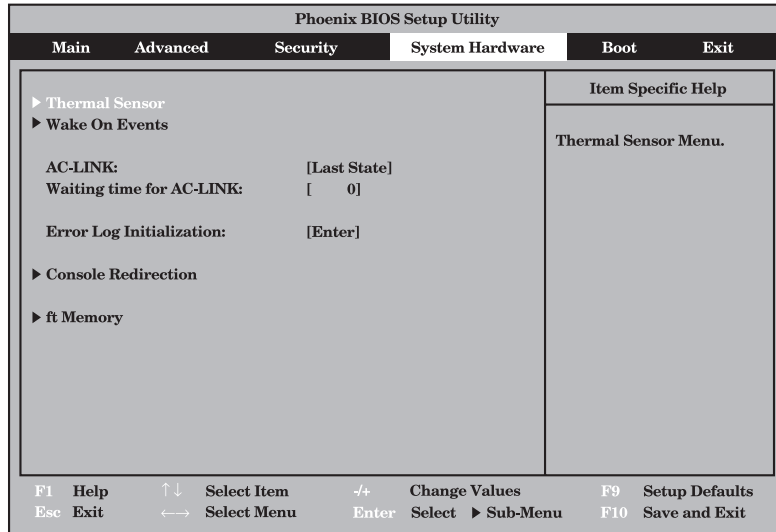 Phoenix BIOS Setup Utility
Main Advanced Security System Hardware Boot Exit
▶ Thermal Sensor
▶ Wake On Events
AC-LINK: [Last State]
Waiting time for AC-LINK: [ 0]
Error Log Initialization: [Enter]
▶ Console Redirection
▶ ft Memory
Item Specific Help
Thermal Sensor Menu.
F1 Help ↑↓ Select Item -/+ Change Values F9 Setup Defaults
Esc Exit ←→ Select Menu Enter Select ▶ Sub-Menu F10 Save and Exit